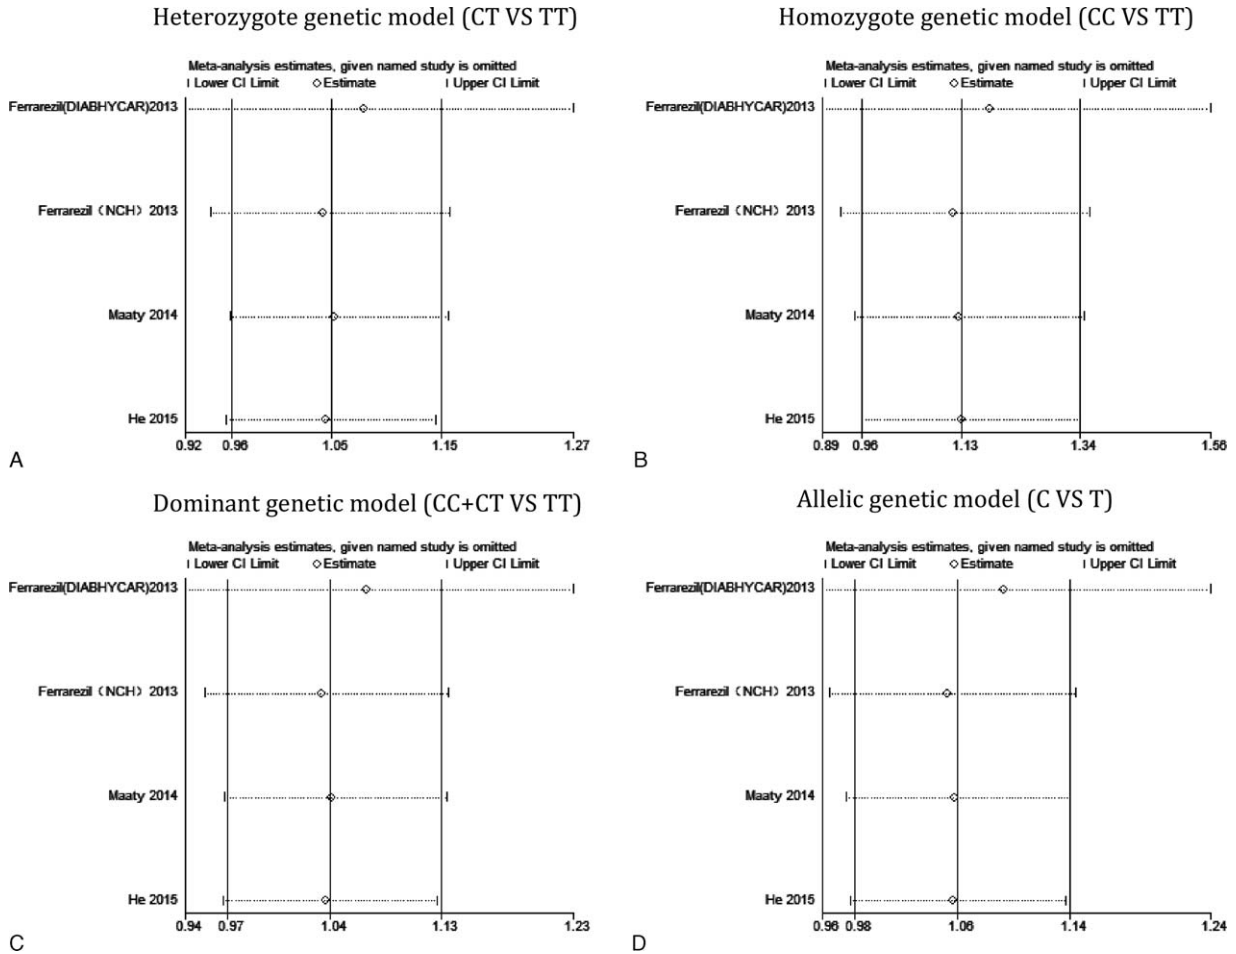 Heterozygote genetic model (CT VS TT)
Meta-analysis estimates, given named study is omitted
Lower CI Limit Estimate Upper CI Limit
Ferrarezil(DIABHYCAR)2013
Ferrarezil (NCH) 2013
Maaty 2014
He 2015
0.92 0.96 1.05 1.15 1.27
A
Homozygote genetic model (CC VS TT)
Meta-analysis estimates, given named study is omitted
Lower CI Limit Estimate Upper CI Limit
Ferrarezil(DIABHYCAR)2013
Ferrarezil (NCH) 2013
Maaty 2014
He 2015
0.89 0.96 1.13 1.34 1.56
B
Dominant genetic model (CC+CT VS TT)
Meta-analysis estimates, given named study is omitted
Lower CI Limit Estimate Upper CI Limit
Ferrarezil(DIABHYCAR)2013
Ferrarezil (NCH) 2013
Maaty 2014
He 2015
0.94 0.97 1.04 1.13 1.23
C
Allelic genetic model (C VS T)
Meta-analysis estimates, given named study is omitted
Lower CI Limit Estimate Upper CI Limit
Ferrarezil(DIABHYCAR)2013
Ferrarezil (NCH) 2013
Maaty 2014
He 2015
0.96 0.98 1.06 1.14 1.24
D